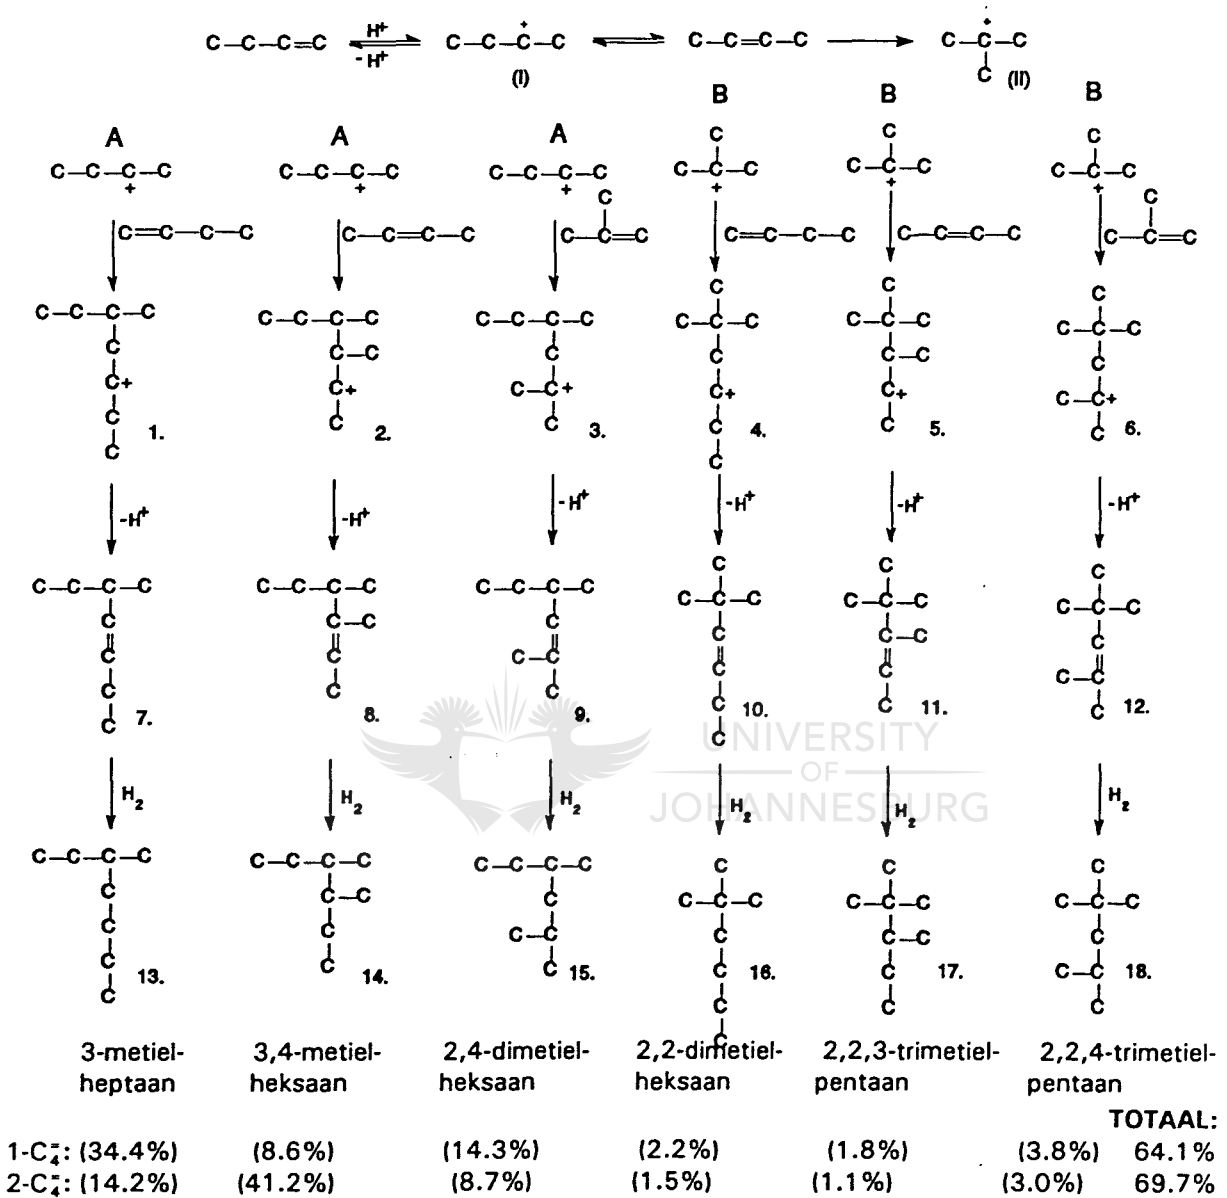 C–C–C=C H⁺ -H⁺ C–C–C–C + (I) C–C=C–C C–C–C + C (II)
A A A B B B
C–C–C–C + C–C–C–C + C–C–C–C + C C–C–C + C C–C–C + C C–C–C +
C=C–C–C C–C=C–C C C–C=C C=C–C–C C–C=C–C C C–C=C
C–C–C–C C C+ C C 1.
C–C–C–C C–C C+ C 2.
C–C–C–C C C–C+ C 3.
C C–C–C C C+ C C 4.
C C–C–C C–C C+ C 5.
C C–C–C C C–C+ C 6.
-H⁺ -H⁺ -H⁺ -H⁺ -H⁺ -H⁺
C–C–C–C C C C C 7.
C–C–C–C C–C C C 8.
C–C–C–C C C–C C 9.
C C–C–C C C C C 10.
C C–C–C C–C C C 11.
C C–C–C C C–C C 12.
UNIVERSITY
OF
JOHANNESBURG
H₂ H₂ H₂ H₂ H₂ H₂
C–C–C–C C C C C 13.
C–C–C–C C–C C C 14.
C–C–C–C C C–C C 15.
C C–C–C C C C C 16.
C C–C–C C–C C C 17.
C C–C–C C C–C C 18.
3-metiel- 3,4-metiel- 2,4-dimetiel- 2,2-dimetiel- 2,2,3-trimetiel- 2,2,4-trimetiel-
heptaan heksaan heksaan heksaan pentaan pentaan
TOTAAL:
1-C₄⁼: (34.4%) (8.6%) (14.3%) (2.2%) (1.8%) (3.8%) 64.1%
2-C₄⁼: (14.2%) (41.2%) (8.7%) (1.5%) (1.1%) (3.0%) 69.7%